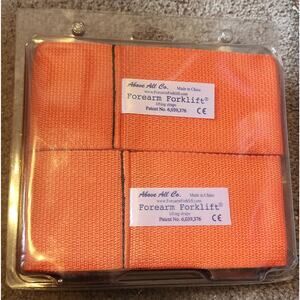 Above All Co. Made in China
www.ForearmForklift.com
Forearm Forklift®
lifting straps
Patent No. 6,039,376 CE
Above All Co. Made in China
www.ForearmForklift.com
Forearm Forklift®
lifting straps
Patent No. 6,039,376 CE